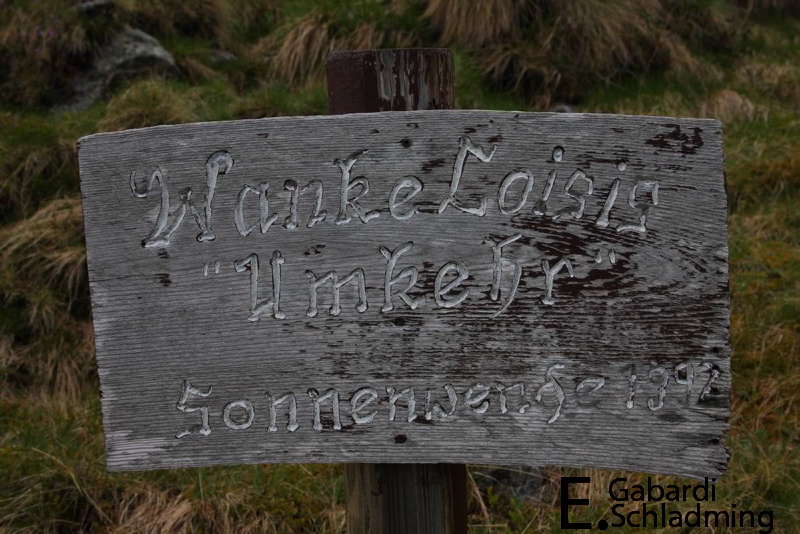 Wanke Loisis
"Umkehr"
Sonnenwende 1992
E. Gabardi
Schladming